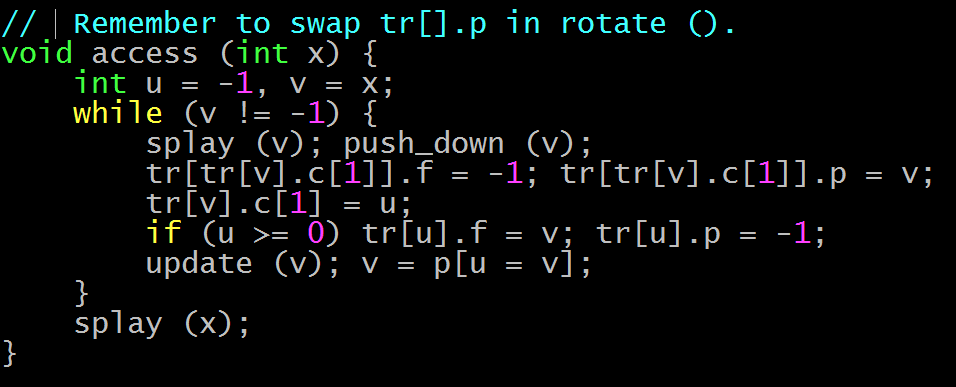 // Remember to swap tr[].p in rotate ().
void access (int x) {
    int u = -1, v = x;
    while (v != -1) {
        splay (v); push_down (v);
        tr[tr[v].c[1]].f = -1; tr[tr[v].c[1]].p = v;
        tr[v].c[1] = u;
        if (u >= 0) tr[u].f = v; tr[u].p = -1;
        update (v); v = p[u = v];
    }
    splay (x);
}